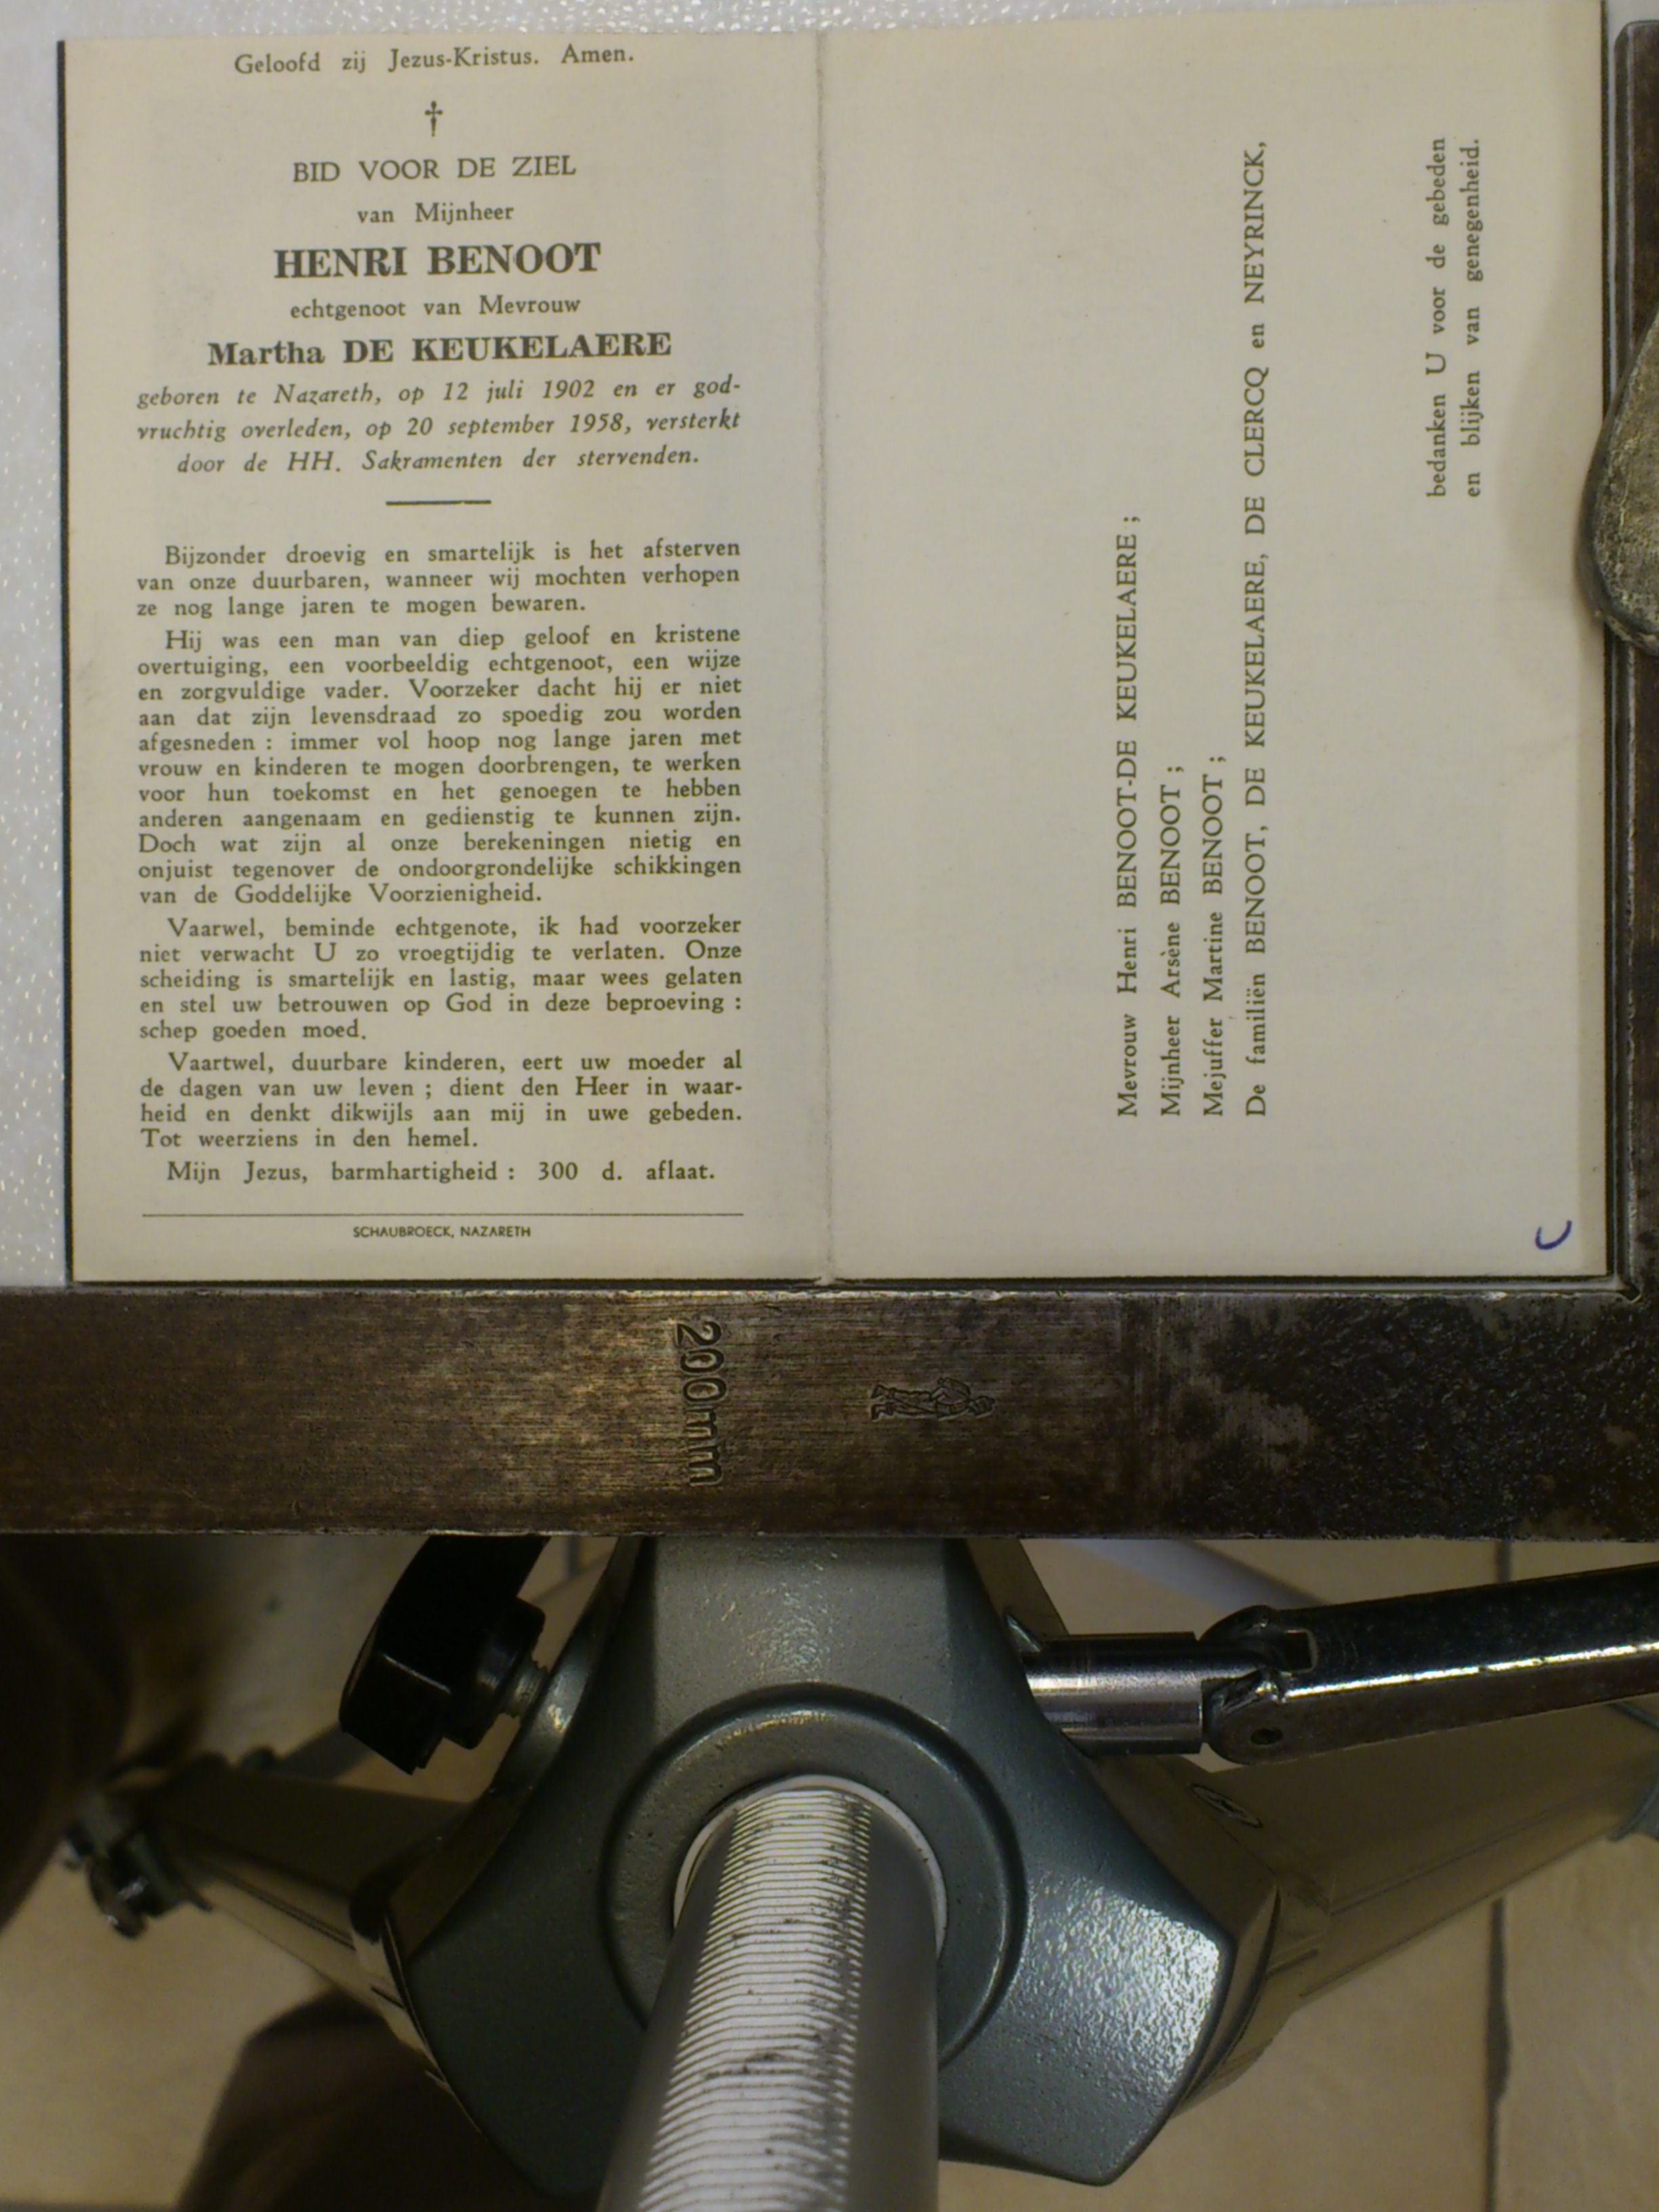 Geloofd zij Jezus-Kristus. Amen.
†
BID VOOR DE ZIEL
van Mijnheer
HENRI BENOOT
echtgenoot van Mevrouw
Martha DE KEUKELAERE
geboren te Nazareth, op 12 juli 1902 en er god-
vruchtig overleden, op 20 september 1958, versterkt
door de HH. Sakramenten der stervenden.
Bijzonder droevig en smartelijk is het afsterven
van onze duurbaren, wanneer wij mochten verhopen
ze nog lange jaren te mogen bewaren.
Hij was een man van diep geloof en kristene
overtuiging, een voorbeeldig echtgenoot, een wijze
en zorgvuldige vader. Voorzeker dacht hij er niet
aan dat zijn levensdraad zo spoedig zou worden
afgesneden : immer vol hoop nog lange jaren met
vrouw en kinderen te mogen doorbrengen, te werken
voor hun toekomst en het genoegen te hebben
anderen aangenaam en gedienstig te kunnen zijn.
Doch wat zijn al onze berekeningen nietig en
onjuist tegenover de ondoorgrondelijke schikkingen
van de Goddelijke Voorzienigheid.
Vaarwel, beminde echtgenote, ik had voorzeker
niet verwacht U zo vroegtijdig te verlaten. Onze
scheiding is smartelijk en lastig, maar wees gelaten
en stel uw betrouwen op God in deze beproeving :
schep goeden moed.
Vaartwel, duurbare kinderen, eert uw moeder al
de dagen van uw leven ; dient den Heer in waar-
heid en denkt dikwijls aan mij in uwe gebeden.
Tot weerziens in den hemel.
Mijn Jezus, barmhartigheid : 300 d. aflaat.
SCHAUBROECK, NAZARETH
Mevrouw Henri BENOOT-DE KEUKELAERE ;
Mijnheer Arsène BENOOT ;
Mejuffer Martine BENOOT ;
De familiën BENOOT, DE KEUKELAERE, DE CLERCQ en NEYRINCK,
bedanken U voor de gebeden
en blijken van genegenheid.
200mm